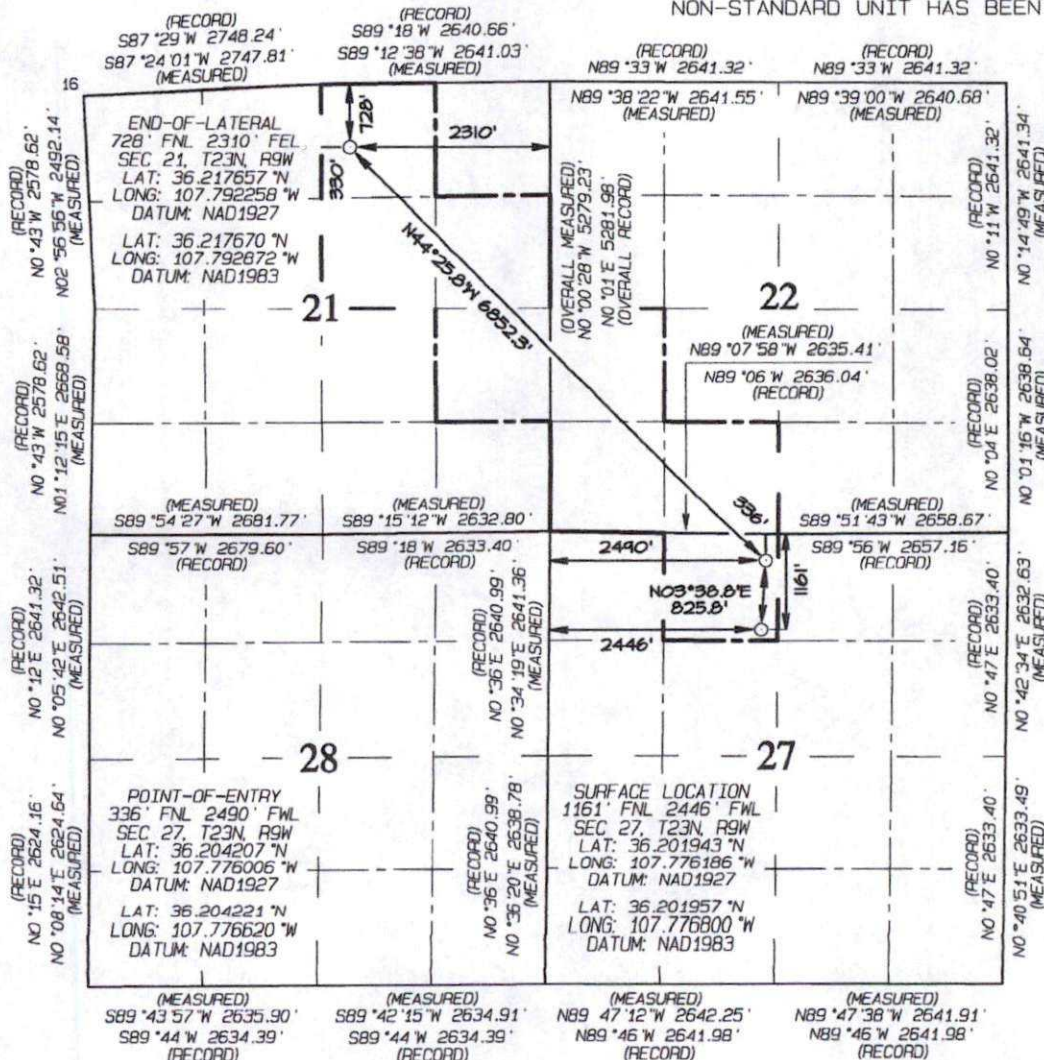 NON-STANDARD UNIT HAS BEEN
(RECORD)
S87°29'W 2748.24'
S87°24'01"W 2747.81'
(MEASURED)
(RECORD)
S89°18'W 2640.66'
S89°12'38"W 2641.03'
(MEASURED)
(RECORD)
N89°33'W 2641.32'
N89°38'22"W 2641.55'
(MEASURED)
(RECORD)
N89°33'W 2641.32'
N89°39'00"W 2640.68'
(MEASURED)
16
END-OF-LATERAL
728' FNL 2310' FEL
SEC 21, T23N, R9W
LAT: 36.217657°N
LONG: 107.792258°W
DATUM: NAD1927
LAT: 36.217670°N
LONG: 107.792872°W
DATUM: NAD1983
728'
2310'
330'
N44°25.8'W 6852.3'
(OVERALL MEASURED)
N0°00'28"W 5279.23'
N0°01'E 5281.98'
(OVERALL RECORD)
21
22
(RECORD)
N0°43'W 2578.62'
N02°56'56"W 2492.14'
(MEASURED)
(RECORD)
N0°43'W 2578.62'
N01°12'15"E 2668.58'
(MEASURED)
(RECORD)
N0°11'W 2641.32'
N0°14'49"W 2641.34'
(MEASURED)
(RECORD)
N0°04'E 2638.02'
N0°01'16"W 2638.64'
(MEASURED)
(MEASURED)
N89°07'58"W 2635.41'
N89°06'W 2636.04'
(RECORD)
(MEASURED)
S89°54'27"W 2681.77'
S89°57'W 2679.60'
(RECORD)
(MEASURED)
S89°15'12"W 2632.80'
S89°18'W 2633.40'
(RECORD)
(MEASURED)
S89°51'43"W 2658.67'
S89°56'W 2657.16'
(RECORD)
336'
2490'
N03°38.8'E
825.8'
1161'
2446'
(RECORD)
N0°12'E 2641.32'
N0°05'42"E 2642.51'
(MEASURED)
(RECORD)
N0°36'E 2640.99'
N0°34'19"E 2641.36'
(MEASURED)
(RECORD)
N0°47'E 2633.40'
N0°42'34"E 2632.63'
(MEASURED)
28
27
POINT-OF-ENTRY
336' FNL 2490' FWL
SEC 27, T23N, R9W
LAT: 36.204207°N
LONG: 107.776006°W
DATUM: NAD1927
LAT: 36.204221°N
LONG: 107.776620°W
DATUM: NAD1983
SURFACE LOCATION
1161' FNL 2446' FWL
SEC 27, T23N, R9W
LAT: 36.201943°N
LONG: 107.776186°W
DATUM: NAD1927
LAT: 36.201957°N
LONG: 107.776800°W
DATUM: NAD1983
(RECORD)
N0°15'E 2624.16'
N0°08'14"E 2624.64'
(MEASURED)
(RECORD)
N0°36'E 2640.99'
N0°36'20"E 2638.78'
(MEASURED)
(RECORD)
N0°47'E 2633.40'
N0°40'51"E 2633.49'
(MEASURED)
(MEASURED)
S89°43'57"W 2635.90'
S89°44'W 2634.39'
(RECORD)
(MEASURED)
S89°42'15"W 2634.91'
S89°44'W 2634.39'
(RECORD)
(MEASURED)
N89°47'12"W 2642.25'
N89°46'W 2641.98'
(RECORD)
(MEASURED)
N89°47'38"W 2641.91'
N89°46'W 2641.98'
(RECORD)